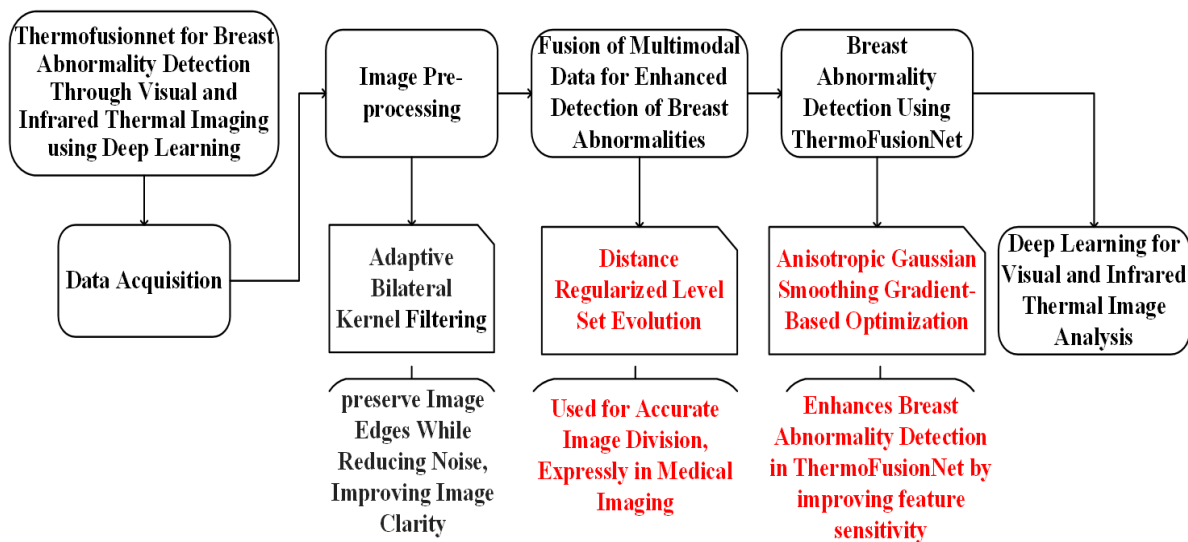 Thermofusionnet for Breast
Abnormality Detection
Through Visual and
Infrared Thermal Imaging
using Deep Learning
Data Acquisition
Image Pre-
processing
Adaptive
Bilateral
Kernel Filtering
preserve Image
Edges While
Reducing Noise,
Improving Image
Clarity
Fusion of Multimodal
Data for Enhanced
Detection of Breast
Abnormalities
Distance
Regularized Level
Set Evolution
Used for Accurate
Image Division,
Expressly in Medical
Imaging
Breast
Abnormality
Detection Using
ThermoFusionNet
Anisotropic Gaussian
Smoothing Gradient-
Based Optimization
Enhances Breast
Abnormality Detection
in ThermoFusionNet by
improving feature
sensitivity
Deep Learning for
Visual and Infrared
Thermal Image
Analysis